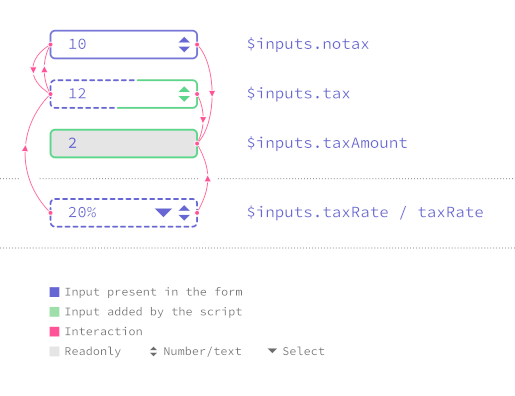 10 $inputs.notax
12 $inputs.tax
2 $inputs.taxAmount
20% $inputs.taxRate / taxRate
Input present in the form
Input added by the script
Interaction
Readonly Number/text Select